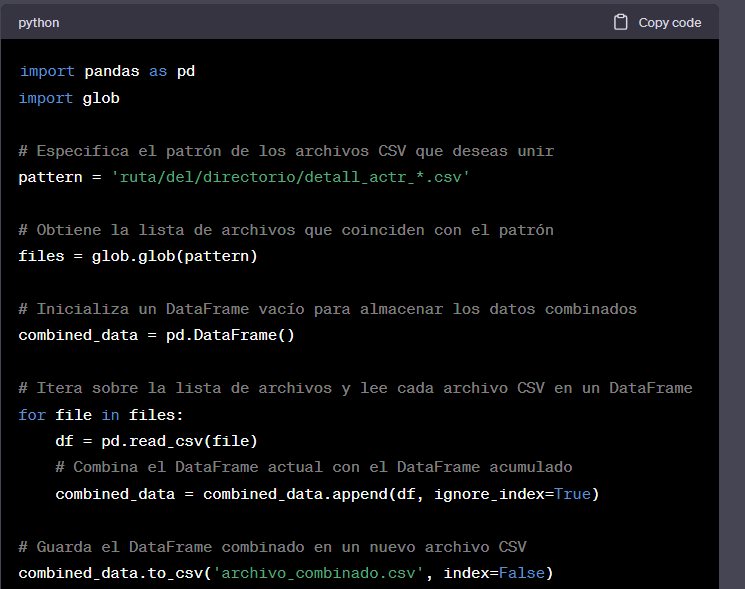 python
Copy code
import pandas as pd
import glob
# Especifica el patrón de los archivos CSV que deseas unir
pattern = 'ruta/del/directorio/detall_actr_*.csv'
# Obtiene la lista de archivos que coinciden con el patrón
files = glob.glob(pattern)
# Inicializa un DataFrame vacío para almacenar los datos combinados
combined_data = pd.DataFrame()
# Itera sobre la lista de archivos y lee cada archivo CSV en un DataFrame
for file in files:
    df = pd.read_csv(file)
    # Combina el DataFrame actual con el DataFrame acumulado
    combined_data = combined_data.append(df, ignore_index=True)
# Guarda el DataFrame combinado en un nuevo archivo CSV
combined_data.to_csv('archivo_combinado.csv', index=False)